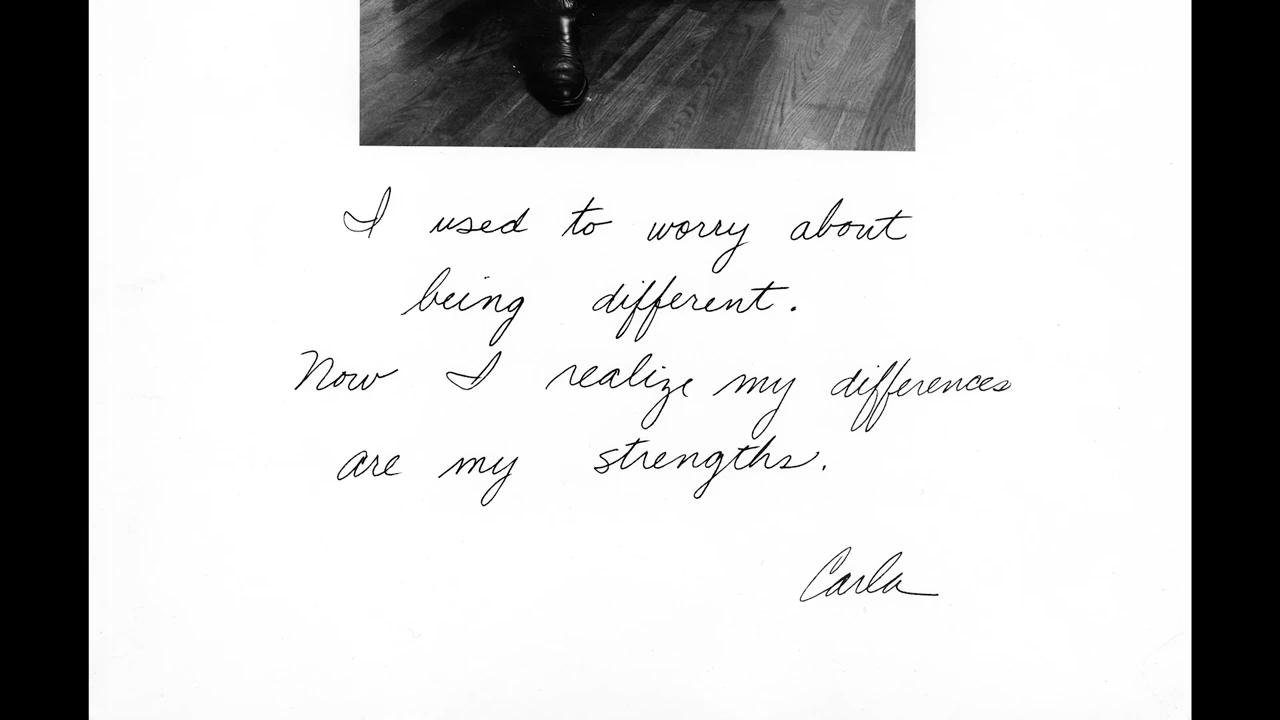 I used to worry about
being different.
Now I realize my differences
are my strengths.
Carla